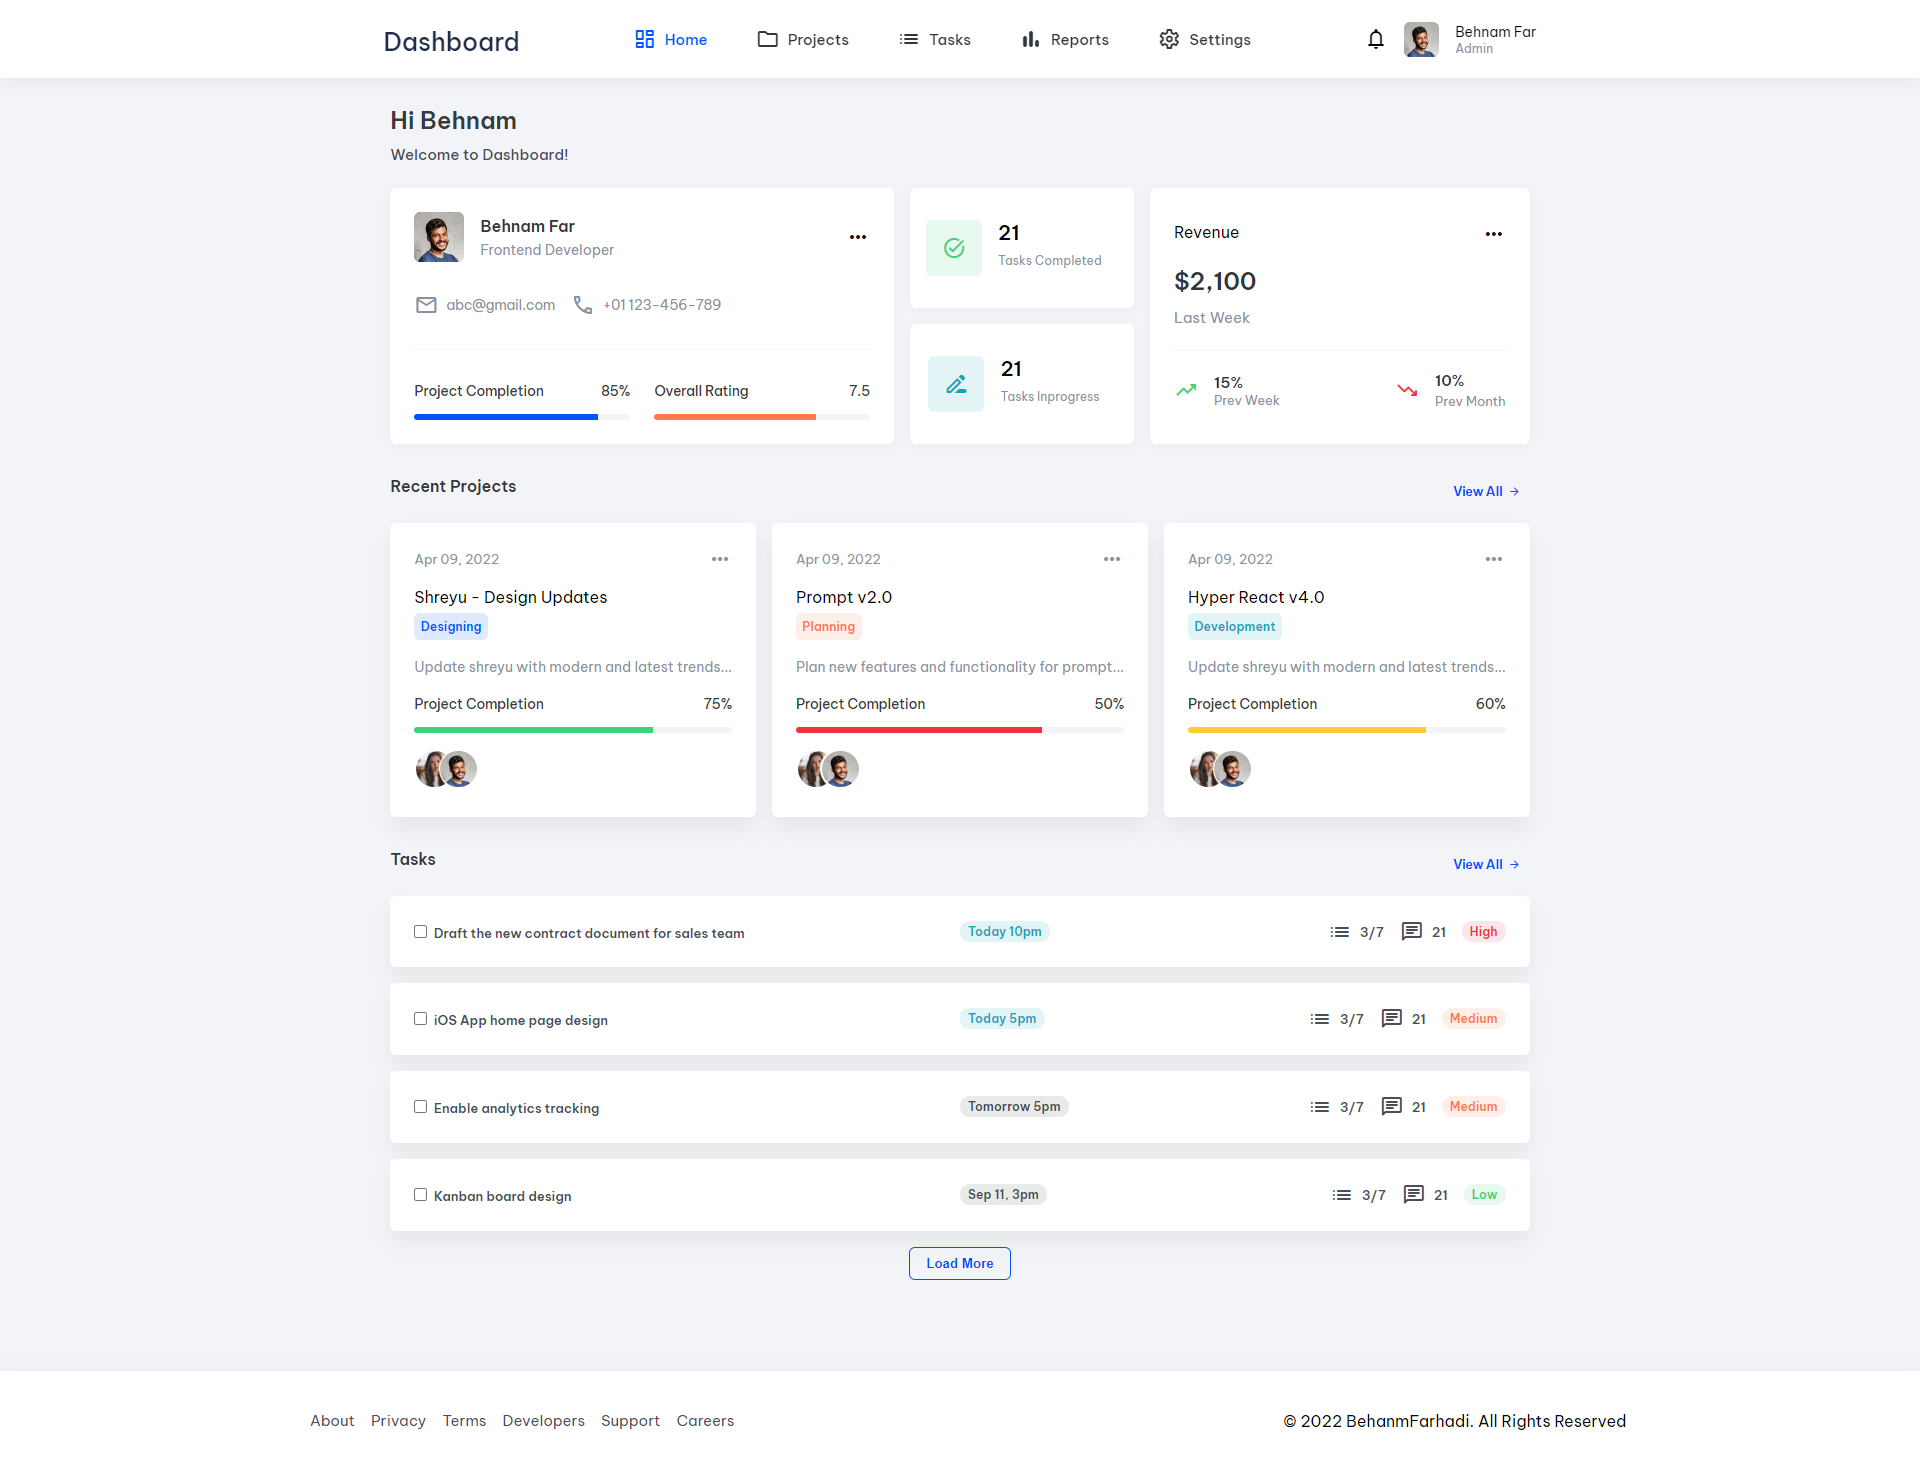 Dashboard
Home
Projects
Tasks
Reports
Settings
Behnam Far
Admin
Hi Behnam
Welcome to Dashboard!
Behnam Far
Frontend Developer
abc@gmail.com +01 123-456-789
Project Completion 85%
Overall Rating 7.5
21
Tasks Completed
21
Tasks Inprogress
Revenue
$2,100
Last Week
15%
Prev Week
10%
Prev Month
Recent Projects
View All
Apr 09, 2022
Shreyu - Design Updates
Designing
Update shreyu with modern and latest trends...
Project Completion 75%
Apr 09, 2022
Prompt v2.0
Planning
Plan new features and functionality for prompt...
Project Completion 50%
Apr 09, 2022
Hyper React v4.0
Development
Update shreyu with modern and latest trends...
Project Completion 60%
Tasks
View All
Draft the new contract document for sales team Today 10pm 3/7 21 High
iOS App home page design Today 5pm 3/7 21 Medium
Enable analytics tracking Tomorrow 5pm 3/7 21 Medium
Kanban board design Sep 11, 3pm 3/7 21 Low
Load More
About Privacy Terms Developers Support Careers
© 2022 BehanmFarhadi. All Rights Reserved